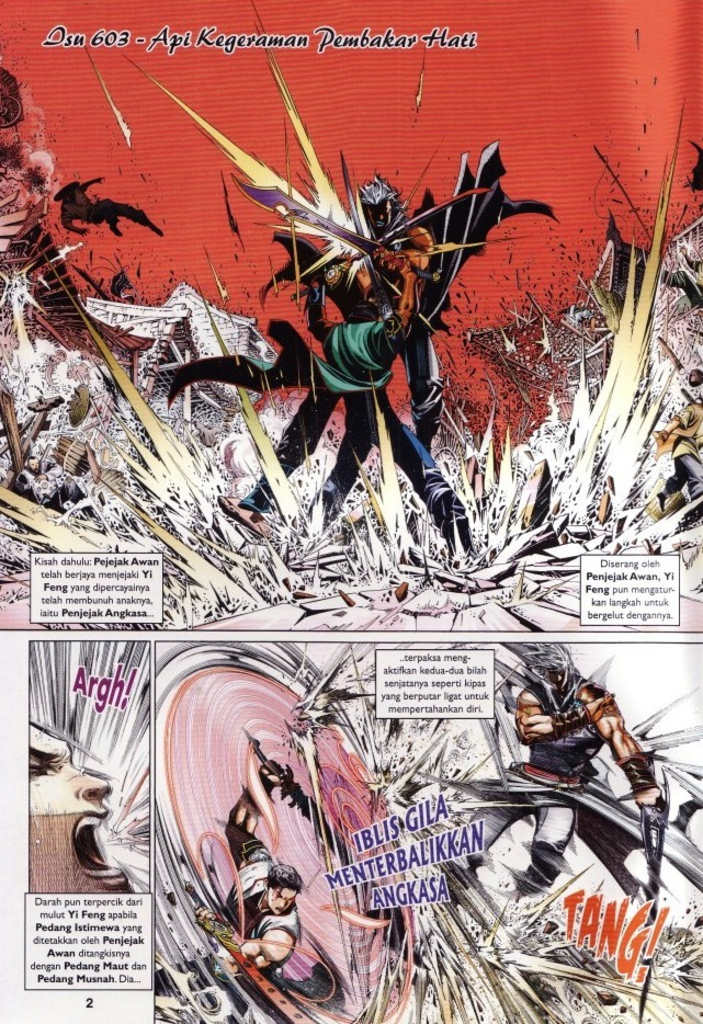 Isu 603 - Api Kegeraman Pembakar Hati
Kisah dahulu: Pejejak Awan
telah berjaya menjejaki Yi
Feng yang dipercayainya
telah membunuh anaknya,
iaitu Penjejak Angkasa...
Diserang oleh
Penjejak Awan, Yi
Feng pun mengatur-
kan langkah untuk
bergelut dengannya.
Argh!
Darah pun terpercik dari
mulut Yi Feng apabila
Pedang Istimewa yang
ditetakkan oleh Penjejak
Awan ditangkisnya
dengan Pedang Maut dan
Pedang Musnah. Dia...
..terpaksa meng-
aktifkan kedua-dua bilah
senjatanya seperti kipas
yang berputar ligat untuk
mempertahankan diri.
IBLIS GILA
MENTERBALIKKAN
ANGKASA
TANG!
2